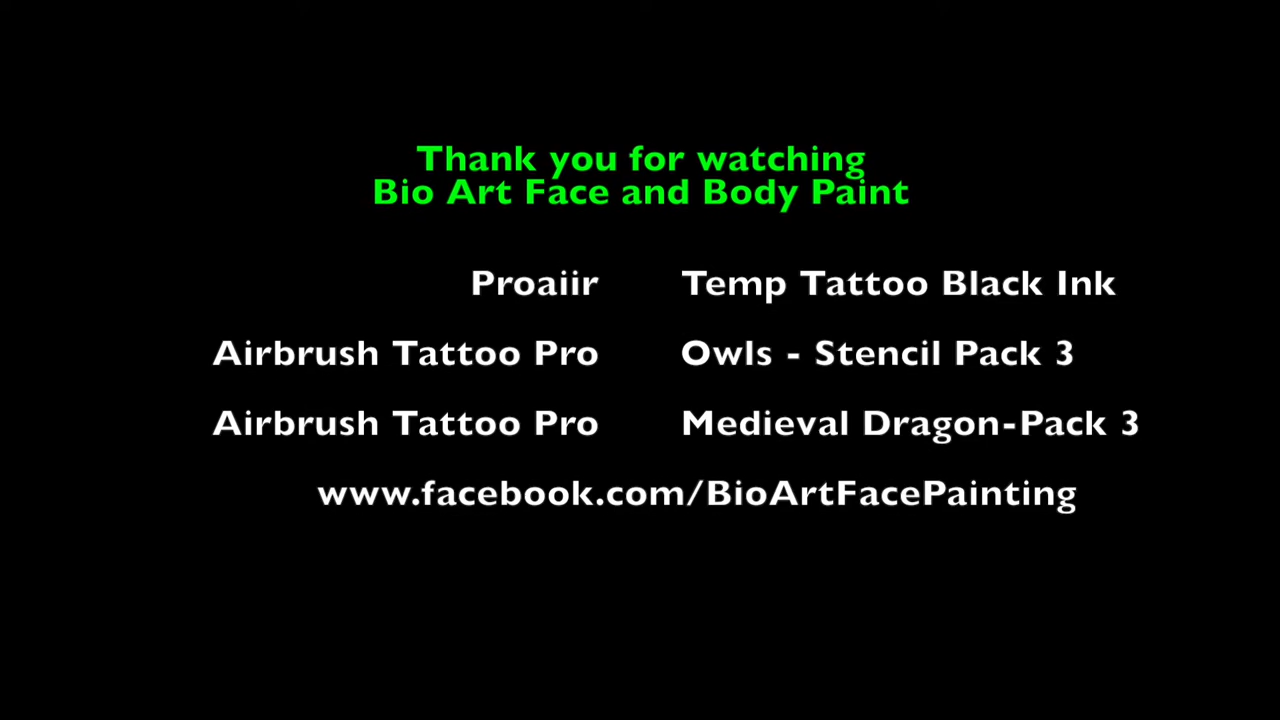 Thank you for watching
Bio Art Face and Body Paint
Proaiir Temp Tattoo Black Ink
Airbrush Tattoo Pro Owls - Stencil Pack 3
Airbrush Tattoo Pro Medieval Dragon-Pack 3
www.facebook.com/BioArtFacePainting